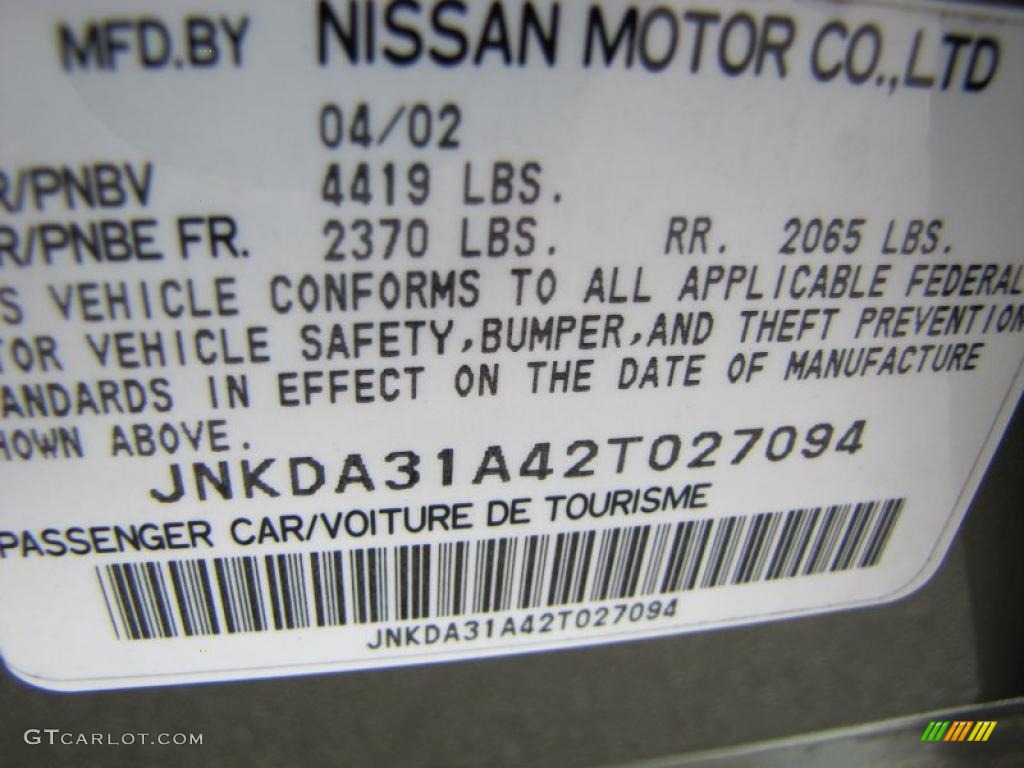 MFD.BY NISSAN MOTOR CO.,LTD
04/02
R/PNBV 4419 LBS.
R/PNBE FR. 2370 LBS. RR. 2065 LBS.
S VEHICLE CONFORMS TO ALL APPLICABLE FEDERAL
TOR VEHICLE SAFETY,BUMPER,AND THEFT PREVENTION
ANDARDS IN EFFECT ON THE DATE OF MANUFACTURE
HOWN ABOVE.
JNKDA31A42T027094
PASSENGER CAR/VOITURE DE TOURISME
JNKDA31A42T027094
GTCARLOT.COM